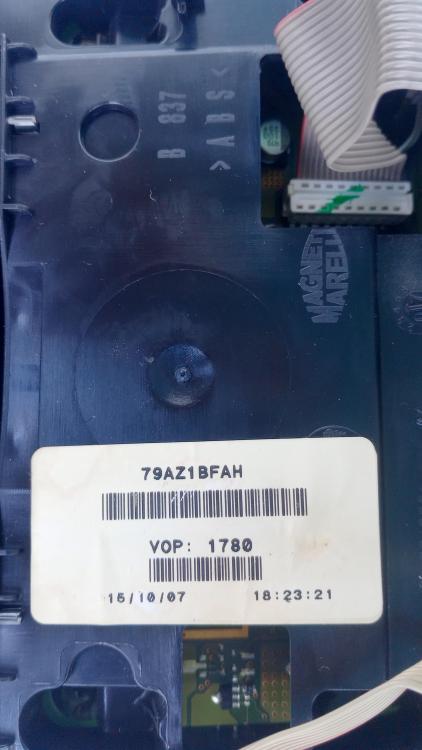 B 837
>ABS<
MAGNETI
MARELLI
79AZ1BFAH
VOP: 1780
15/10/07 18:23:21